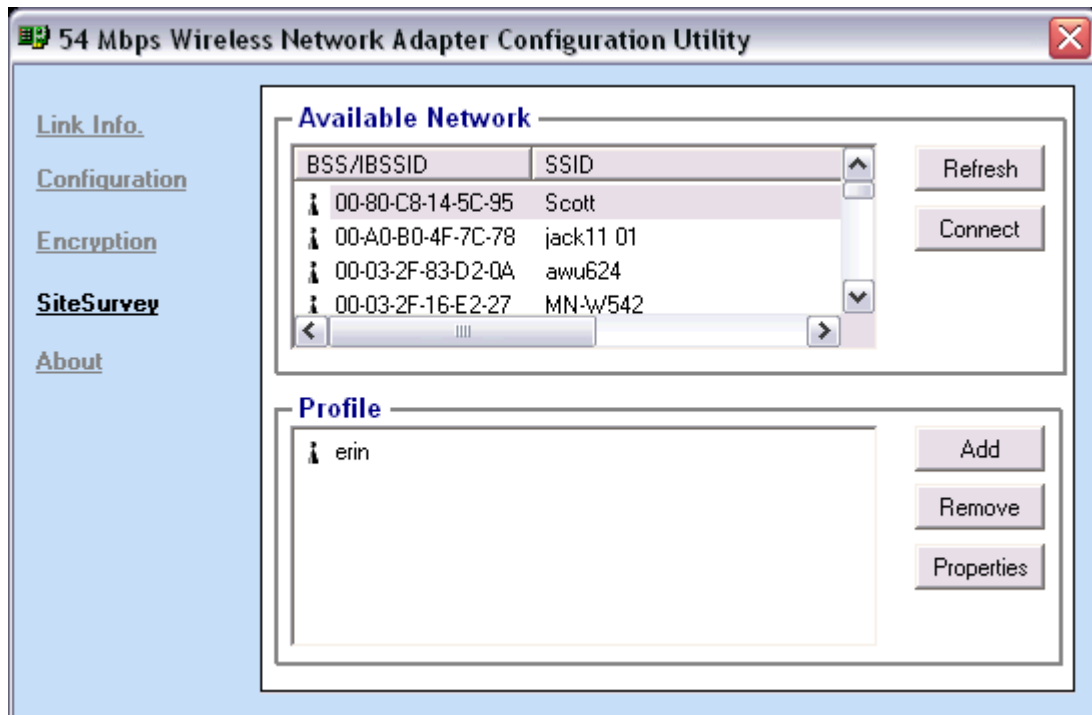 54 Mbps Wireless Network Adapter Configuration Utility
Link Info.
Configuration
Encryption
SiteSurvey
About
Available Network
BSS/IBSSID SSID
00-80-C8-14-5C-95 Scott
00-A0-B0-4F-7C-78 jack11 01
00-03-2F-83-D2-0A awu624
00-03-2F-16-E2-27 MN-W542
Refresh
Connect
Profile
erin
Add
Remove
Properties